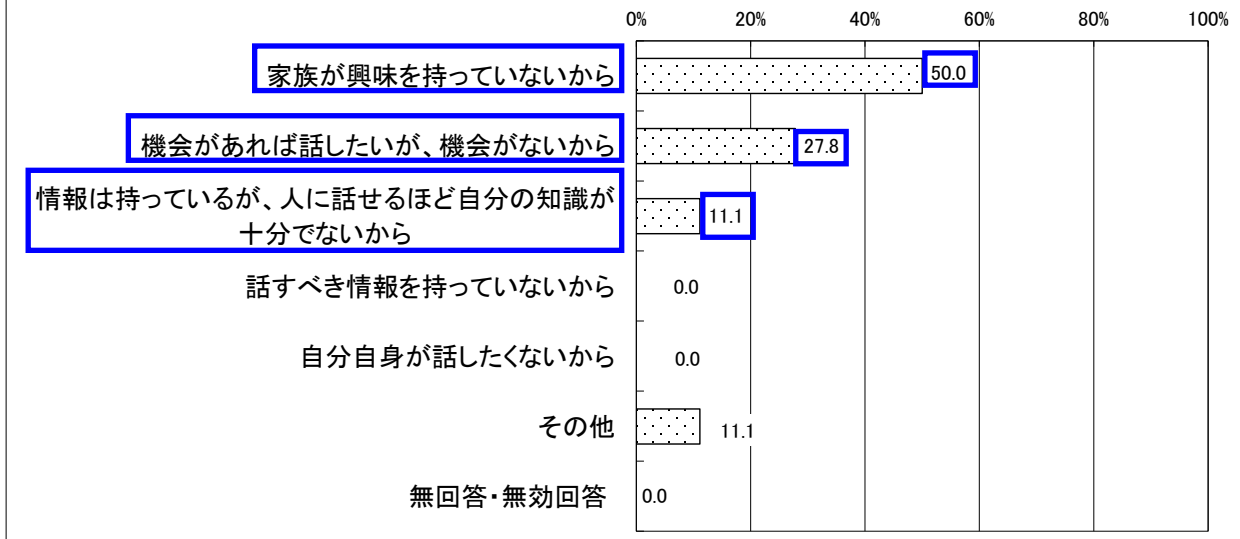 0% 20% 40% 60% 80% 100%
家族が興味を持っていないから 50.0
機会があれば話したいが、機会がないから 27.8
情報は持っているが、人に話せるほど自分の知識が
十分でないから 11.1
話すべき情報を持っていないから 0.0
自分自身が話したくないから 0.0
その他 11.1
無回答・無効回答 0.0